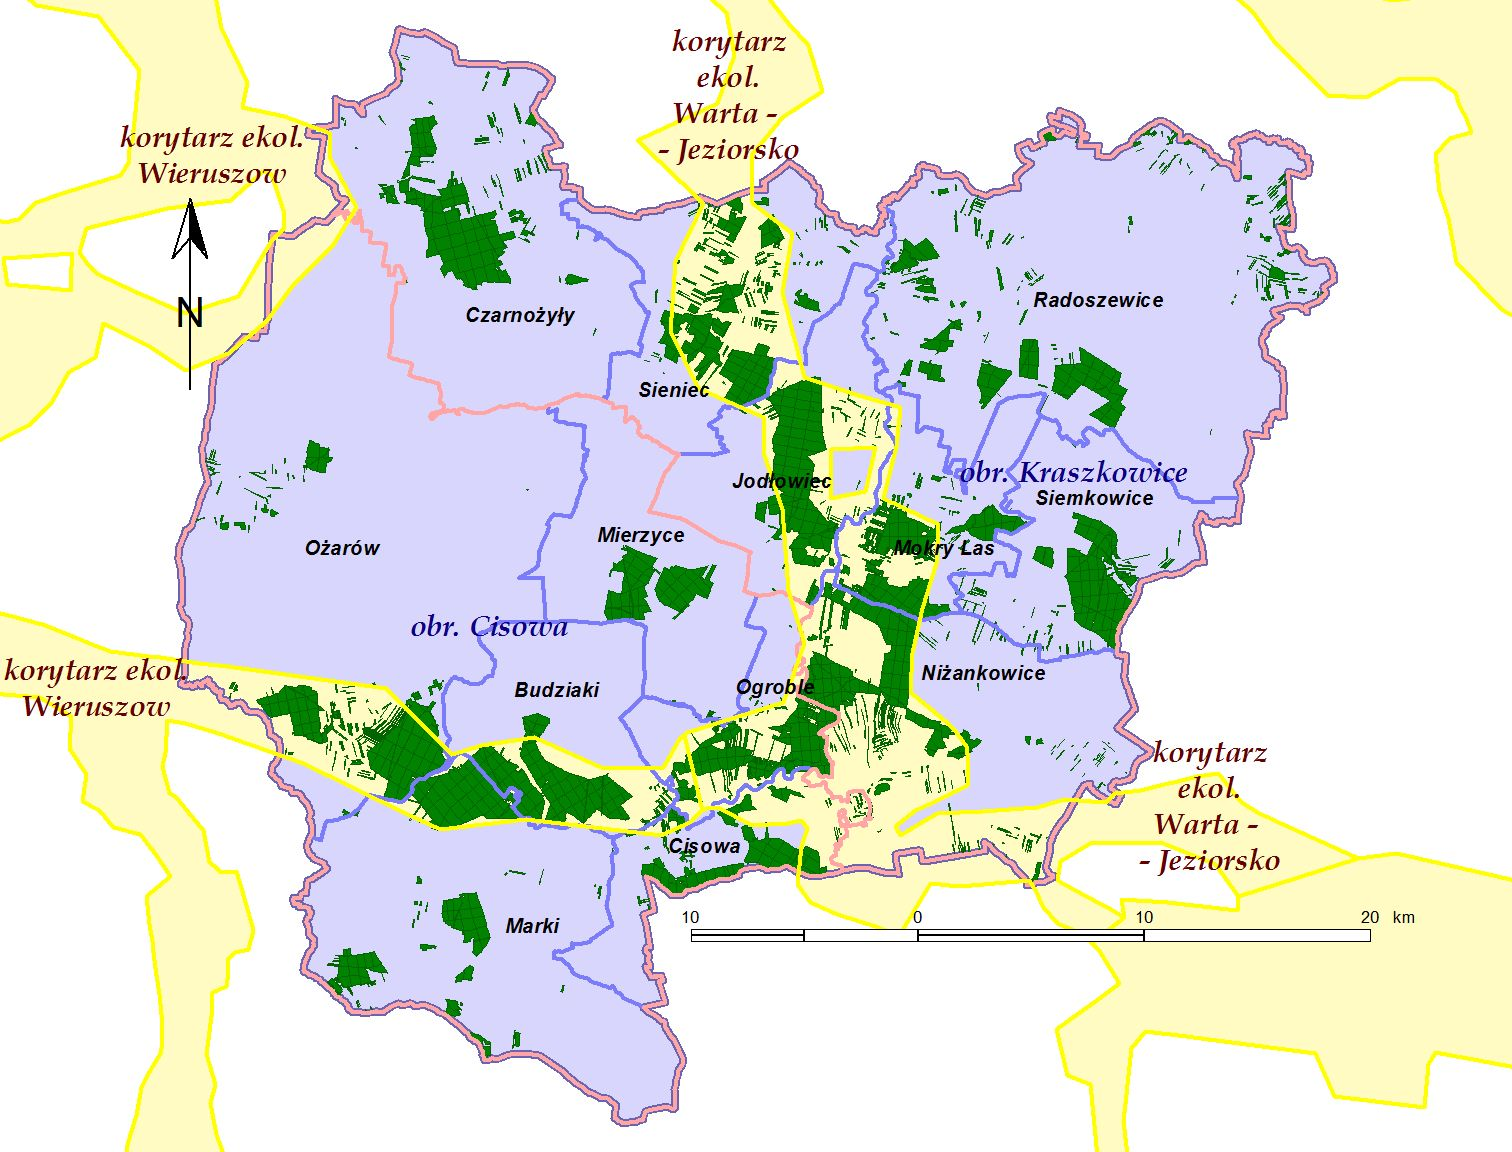 korytarz
ekol.
Warta -
- Jeziorsko
korytarz ekol.
Wieruszow
N
Czarnożyły
Radoszewice
Sieniec
obr. Kraszkowice
Jodłowiec
Siemkowice
Mierzyce
Ożarów
Mokry Las
obr. Cisowa
korytarz ekol.
Wieruszow
Budziaki
Ogroble
Niżankowice
korytarz
ekol.
Warta -
- Jeziorsko
Cisowa
Marki
10 0 10 20 km